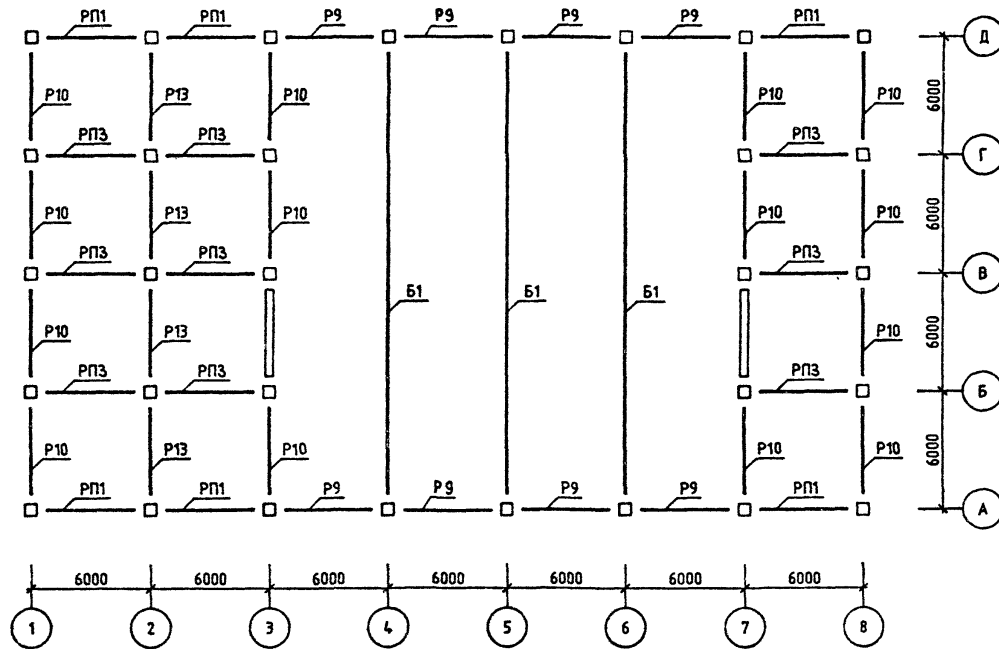 РП1 РП1 Р9 Р9 Р9 Р9 РП1
Д
Р10 Р13 Р10 Р10 Р10
6000
РП3 РП3 РП3
Г
Р10 Р13 Р10 Р10 Р10
6000
РП3 РП3 РП3
В
Б1 Б1 Б1
Р10 Р13 Р10
6000
РП3 РП3 РП3
Б
Р10 Р13 Р10 Р10 Р10
6000
РП1 РП1 Р9 Р9 Р9 Р9 РП1
А
6000 6000 6000 6000 6000 6000 6000
1 2 3 4 5 6 7 8